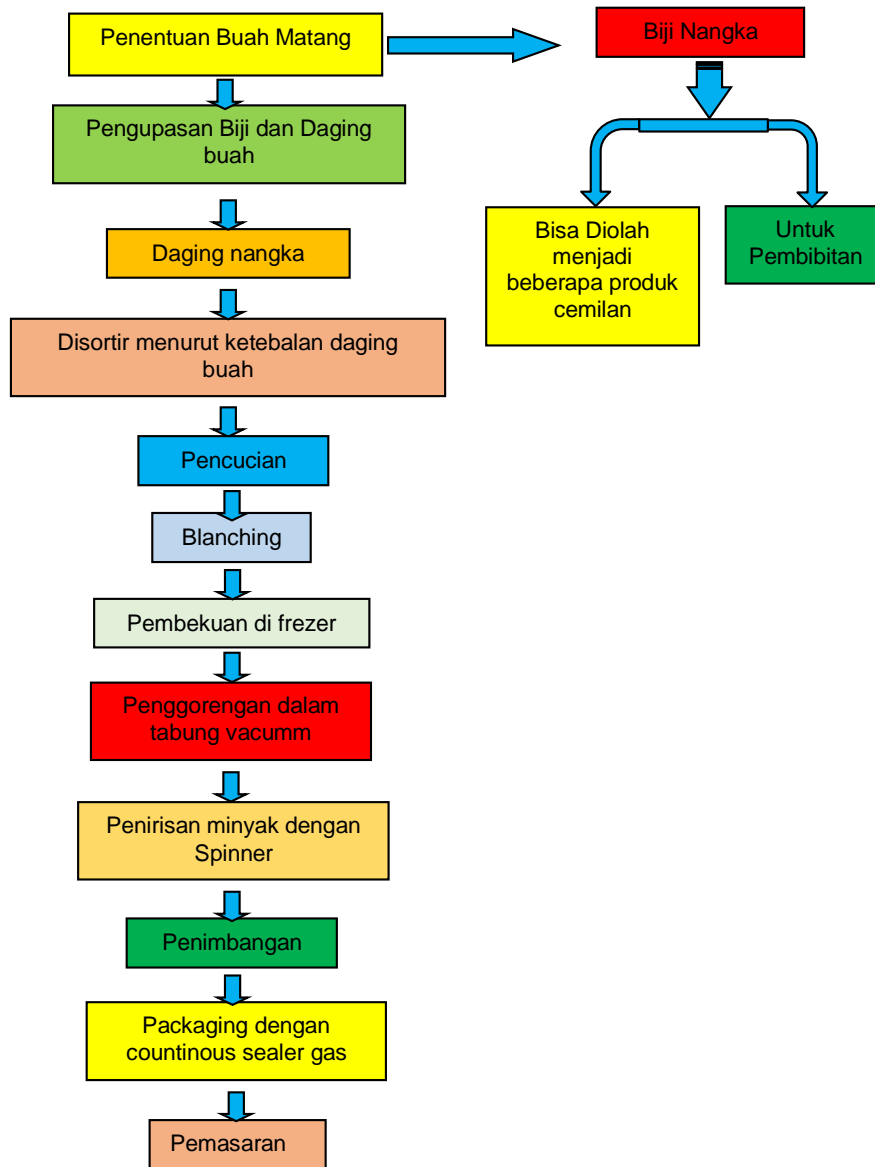 Penentuan Buah Matang
Biji Nangka
Pengupasan Biji dan Daging
buah
Bisa Diolah
menjadi
beberapa produk
cemilan
Untuk
Pembibitan
Daging nangka
Disortir menurut ketebalan daging
buah
Pencucian
Blanching
Pembekuan di frezer
Penggorengan dalam
tabung vacumm
Penirisan minyak dengan
Spinner
Penimbangan
Packaging dengan
countinous sealer gas
Pemasaran